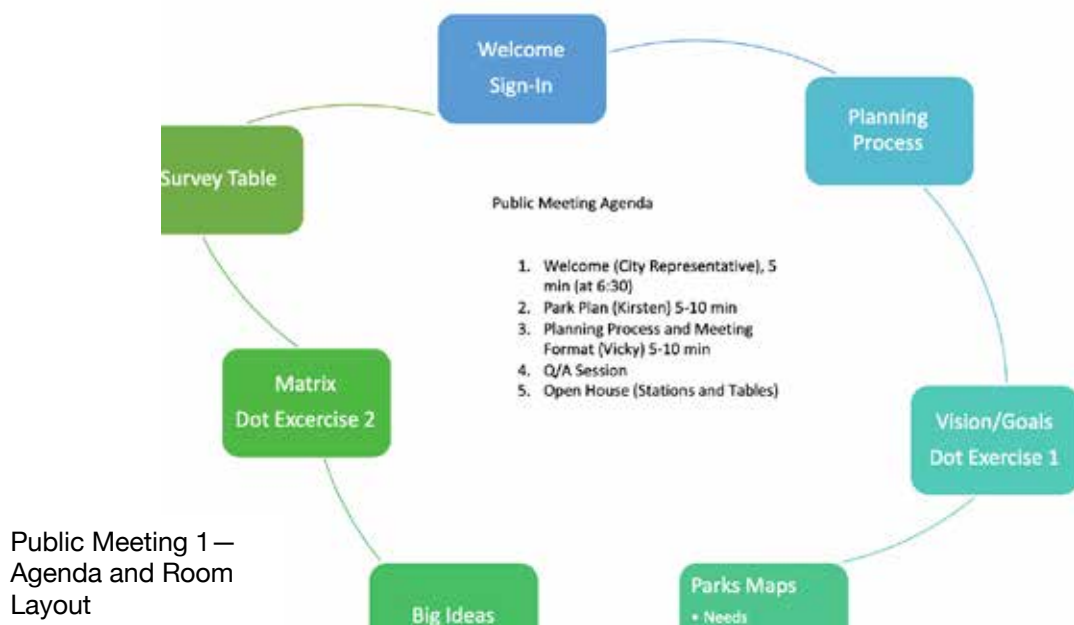 Welcome
Sign-In
Planning
Process
Survey Table
Public Meeting Agenda
1. Welcome (City Representative), 5
min (at 6:30)
2. Park Plan (Kirsten) 5-10 min
3. Planning Process and Meeting
Format (Vicky) 5-10 min
4. Q/A Session
5. Open House (Stations and Tables)
Matrix
Dot Excercise 2
Vision/Goals
Dot Exercise 1
Public Meeting 1—
Agenda and Room
Layout
Big Ideas
Parks Maps
• Needs